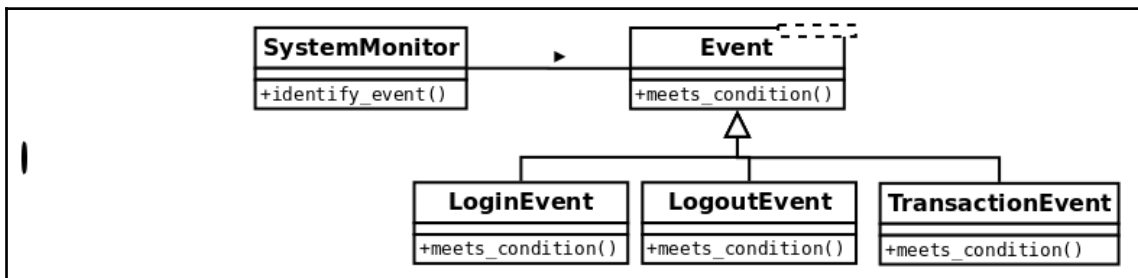 SystemMonitor
+identify_event()
Event
+meets_condition()
LoginEvent
+meets_condition()
LogoutEvent
+meets_condition()
TransactionEvent
+meets_condition()